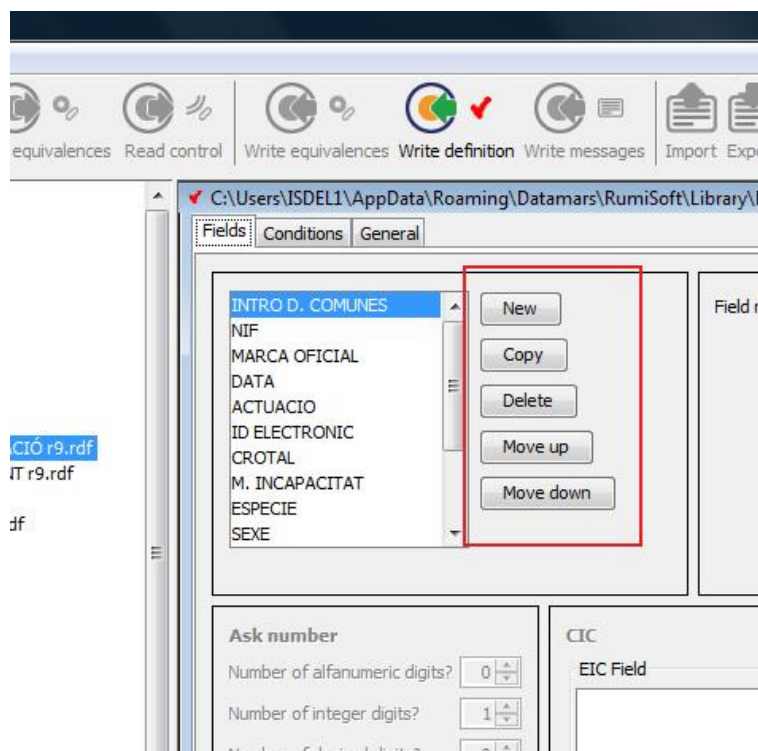 equivalences Read control Write equivalences Write definition Write messages Import
C:\Users\ISDEL1\AppData\Roaming\Datamars\RumiSoft\Library\
Fields Conditions General
INTRO D. COMUNES
NIF
MARCA OFICIAL
DATA
ACTUACIO
ID ELECTRONIC
CROTAL
M. INCAPACITAT
ESPECIE
SEXE
New
Copy
Delete
Move up
Move down
Field
CIÓ r9.rdf
NT r9.rdf
df
Ask number
Number of alfanumeric digits? 0
Number of integer digits? 1
CIC
EIC Field